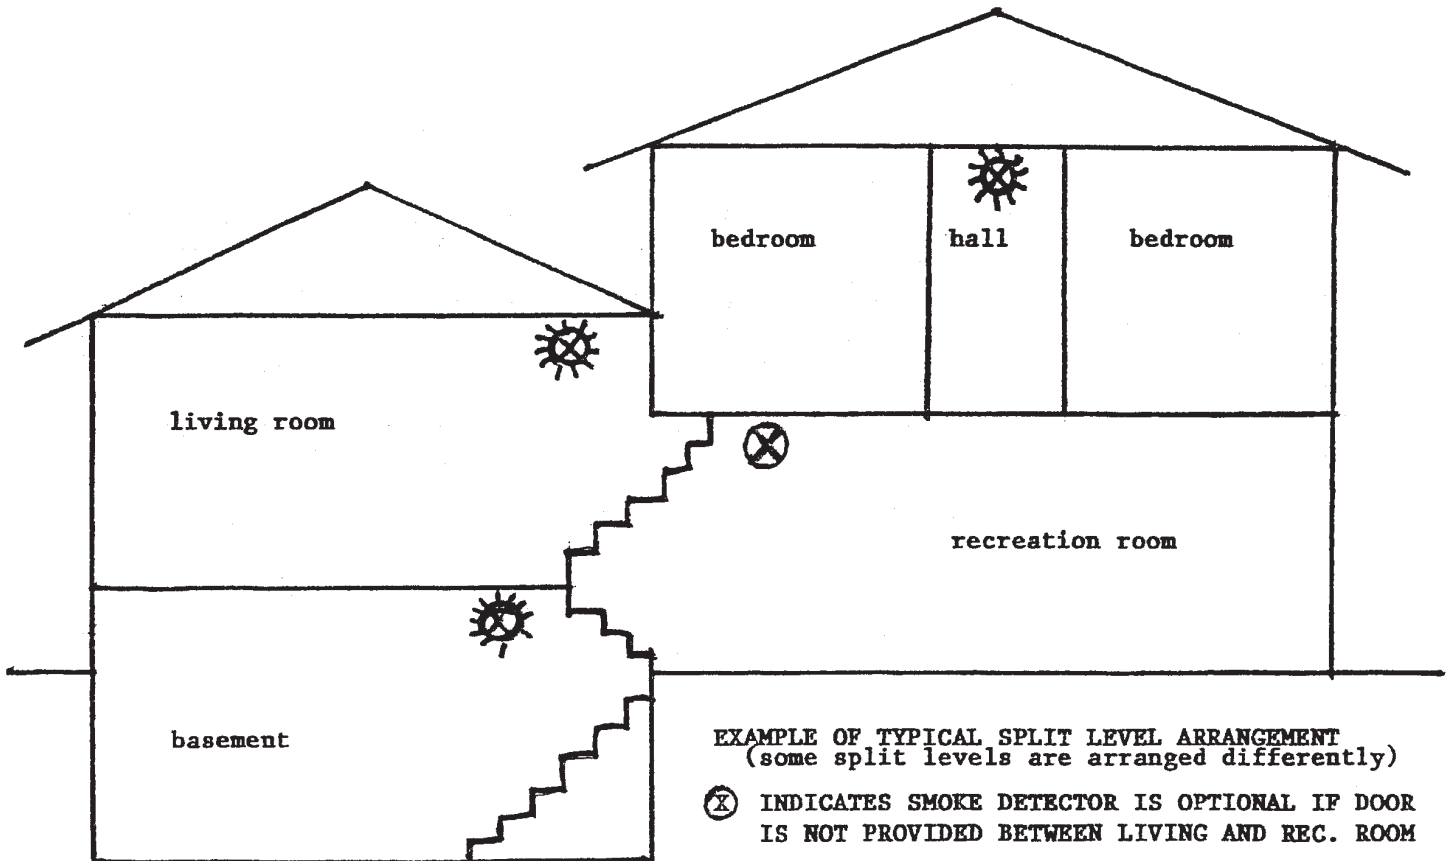 bedroom
hall
bedroom
living room
recreation room
basement
EXAMPLE OF TYPICAL SPLIT LEVEL ARRANGEMENT
(some split levels are arranged differently)
Ⓧ INDICATES SMOKE DETECTOR IS OPTIONAL IF DOOR
IS NOT PROVIDED BETWEEN LIVING AND REC. ROOM